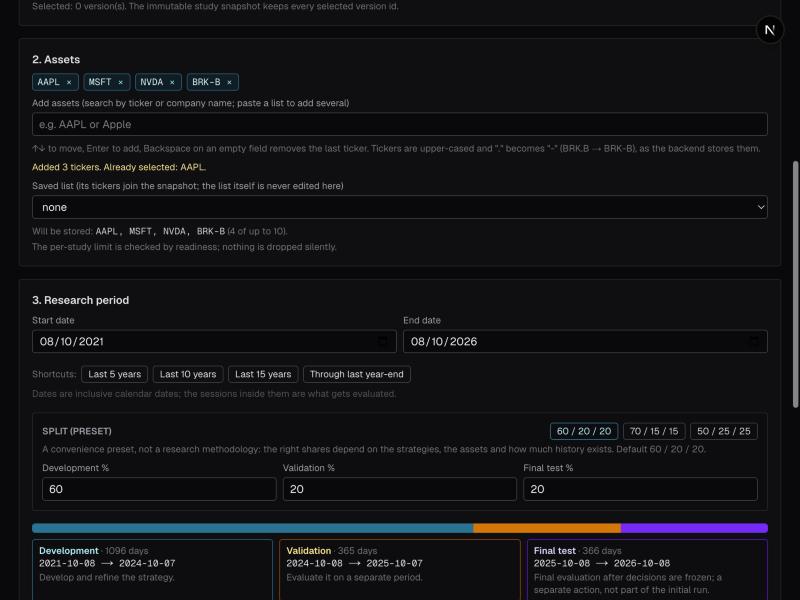 Selected: 0 version(s). The immutable study snapshot keeps every selected version id.
N
2. Assets
AAPL × MSFT × NVDA × BRK-B ×
Add assets (search by ticker or company name; paste a list to add several)
e.g. AAPL or Apple
↑↓ to move, Enter to add, Backspace on an empty field removes the last ticker. Tickers are upper-cased and "." becomes "-" (BRK.B → BRK-B), as the backend stores them.
Added 3 tickers. Already selected: AAPL.
Saved list (its tickers join the snapshot; the list itself is never edited here)
none
Will be stored: AAPL, MSFT, NVDA, BRK-B (4 of up to 10).
The per-study limit is checked by readiness; nothing is dropped silently.
3. Research period
Start date End date
08/10/2021 08/10/2026
Shortcuts: Last 5 years Last 10 years Last 15 years Through last year-end
Dates are inclusive calendar dates; the sessions inside them are what gets evaluated.
SPLIT (PRESET) 60 / 20 / 20 70 / 15 / 15 50 / 25 / 25
A convenience preset, not a research methodology: the right shares depend on the strategies, the assets and how much history exists. Default 60 / 20 / 20.
Development % Validation % Final test %
60 20 20
Development · 1096 days
2021-10-08 → 2024-10-07
Develop and refine the strategy.
Validation · 365 days
2024-10-08 → 2025-10-07
Evaluate it on a separate period.
Final test · 366 days
2025-10-08 → 2026-10-08
Final evaluation after decisions are frozen; a
separate action, not part of the initial run.